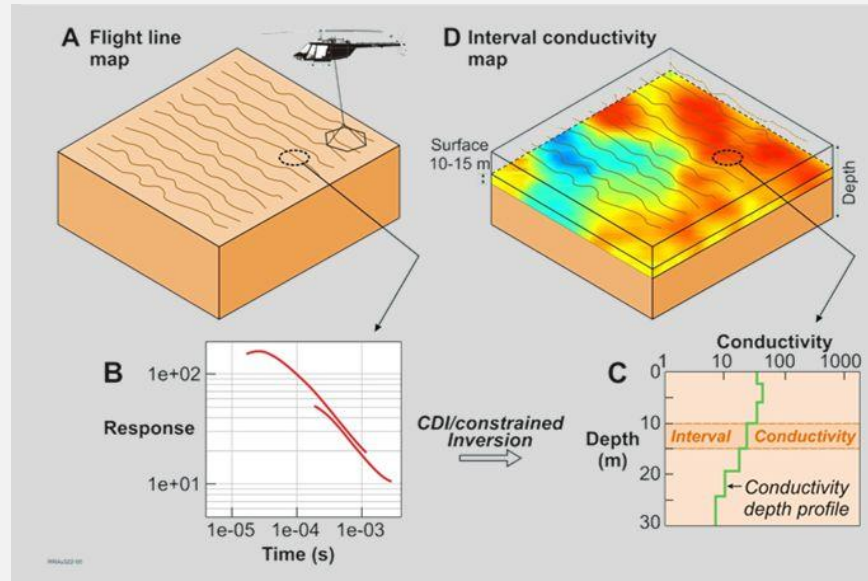 A Flight line
map
D Interval conductivity
map
Surface
10-15 m
Depth
B
1e+02
Response
1e+01
1e-05 1e-04 1e-03
Time (s)
CDI/constrained
Inversion
C
Conductivity
1 10 100 1000
0
10
Interval Conductivity
Depth
(m)
20
Conductivity
depth profile
30